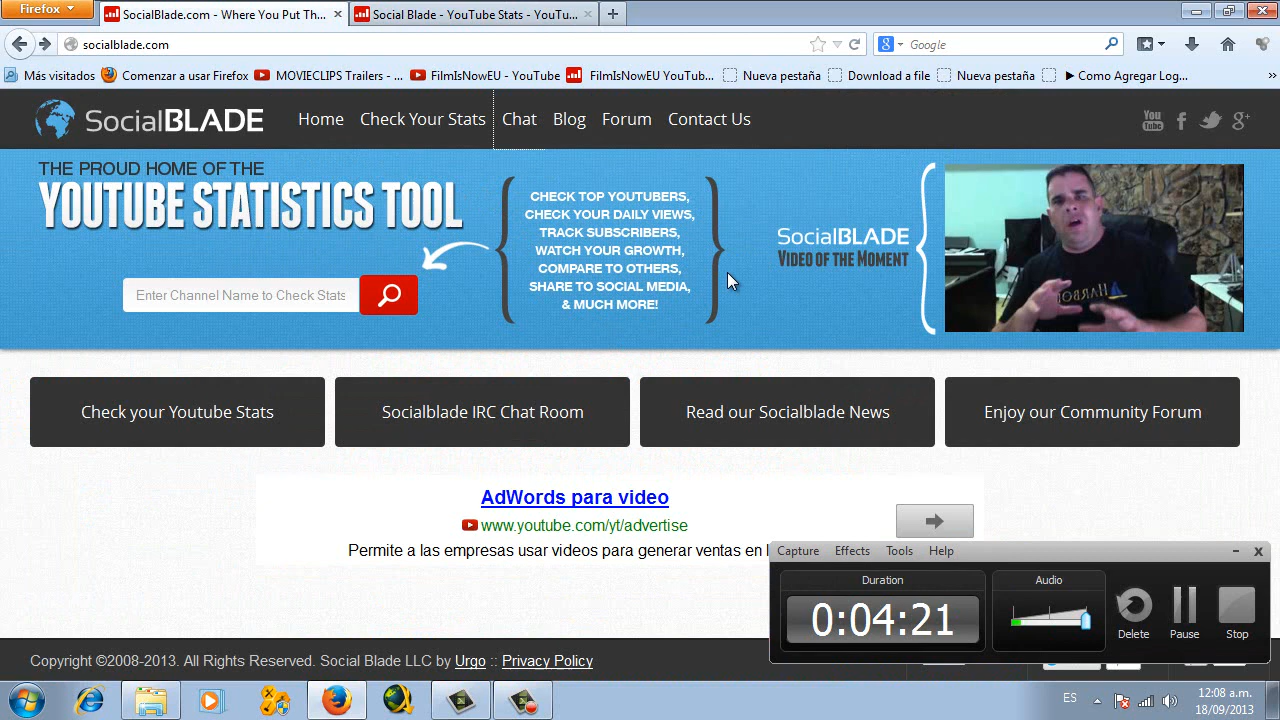 Firefox
SocialBlade.com - Where You Put Th...
Social Blade - YouTube Stats - YouTu...
socialblade.com
Google
Más visitados
Comenzar a usar Firefox
MOVIECLIPS Trailers - ...
FilmIsNowEU - YouTube
FilmIsNowEU YouTub...
Nueva pestaña
Download a file
Nueva pestaña
Como Agregar Log...
SocialBLADE
Home
Check Your Stats
Chat
Blog
Forum
Contact Us
You Tube
THE PROUD HOME OF THE
YOUTUBE STATISTICS TOOL
Enter Channel Name to Check Stats
CHECK TOP YOUTUBERS,
CHECK YOUR DAILY VIEWS,
TRACK SUBSCRIBERS,
WATCH YOUR GROWTH,
COMPARE TO OTHERS,
SHARE TO SOCIAL MEDIA,
& MUCH MORE!
SocialBLADE
VIDEO OF THE MOMENT
Check your Youtube Stats
Socialblade IRC Chat Room
Read our Socialblade News
Enjoy our Community Forum
AdWords para video
www.youtube.com/yt/advertise
Permite a las empresas usar videos para generar ventas en l
Capture
Effects
Tools
Help
Duration
0:04:21
Audio
Delete
Pause
Stop
Copyright ©2008-2013. All Rights Reserved. Social Blade LLC by Urgo :: Privacy Policy
ES
12:08 a.m.
18/09/2013